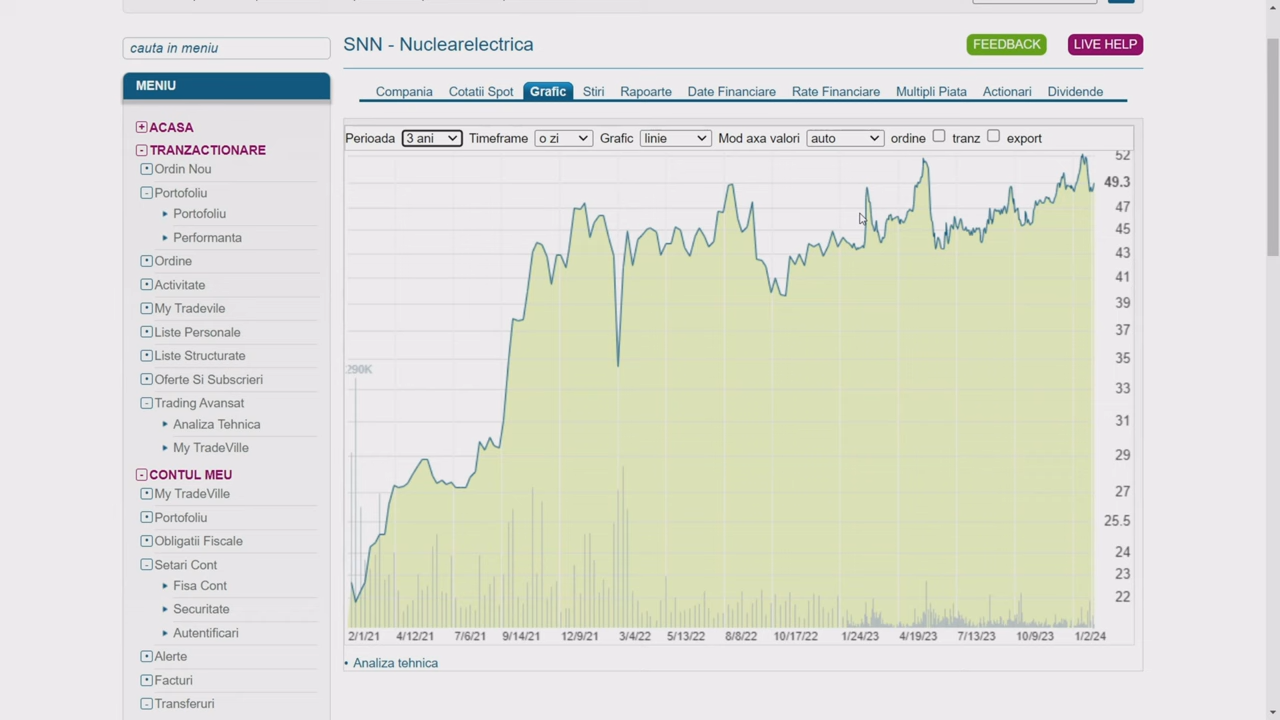 SNN - Nuclearelectrica
FEEDBACK
LIVE HELP
cauta in meniu
MENIU
ACASA
TRANZACTIONARE
Ordin Nou
Portofoliu
Portofoliu
Performanta
Ordine
Activitate
My Tradevile
Liste Personale
Liste Structurate
Oferte Si Subscrieri
Trading Avansat
Analiza Tehnica
My TradeVille
CONTUL MEU
My TradeVille
Portofoliu
Obligatii Fiscale
Setari Cont
Fisa Cont
Securitate
Autentificari
Alerte
Facturi
Transferuri
Compania Cotatii Spot Grafic Stiri Rapoarte Date Financiare Rate Financiare Multipli Piata Actionari Dividende
Perioada 3 ani Timeframe o zi Grafic linie Mod axa valori auto ordine tranz export
52
49.3
47
45
43
41
39
37
35
33
31
29
27
25.5
24
23
22
290K
2/1/21 4/12/21 7/6/21 9/14/21 12/9/21 3/4/22 5/13/22 8/8/22 10/17/22 1/24/23 4/19/23 7/13/23 10/9/23 1/2/24
Analiza tehnica